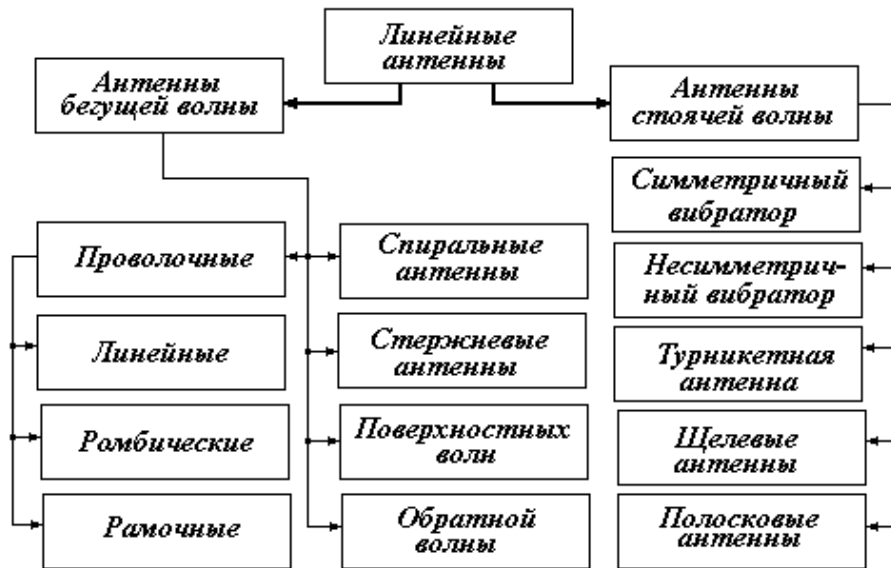 Линейные
антенны
Антенны
бегущей волны
Антенны
стоячей волны
Проволочные
Линейные
Ромбические
Рамочные
Спиральные
антенны
Стержневые
антенны
Поверхностных
волн
Обратной
волны
Симметричный
вибратор
Несимметрич-
ный вибратор
Турникетная
антенна
Щелевые
антенны
Полосковые
антенны